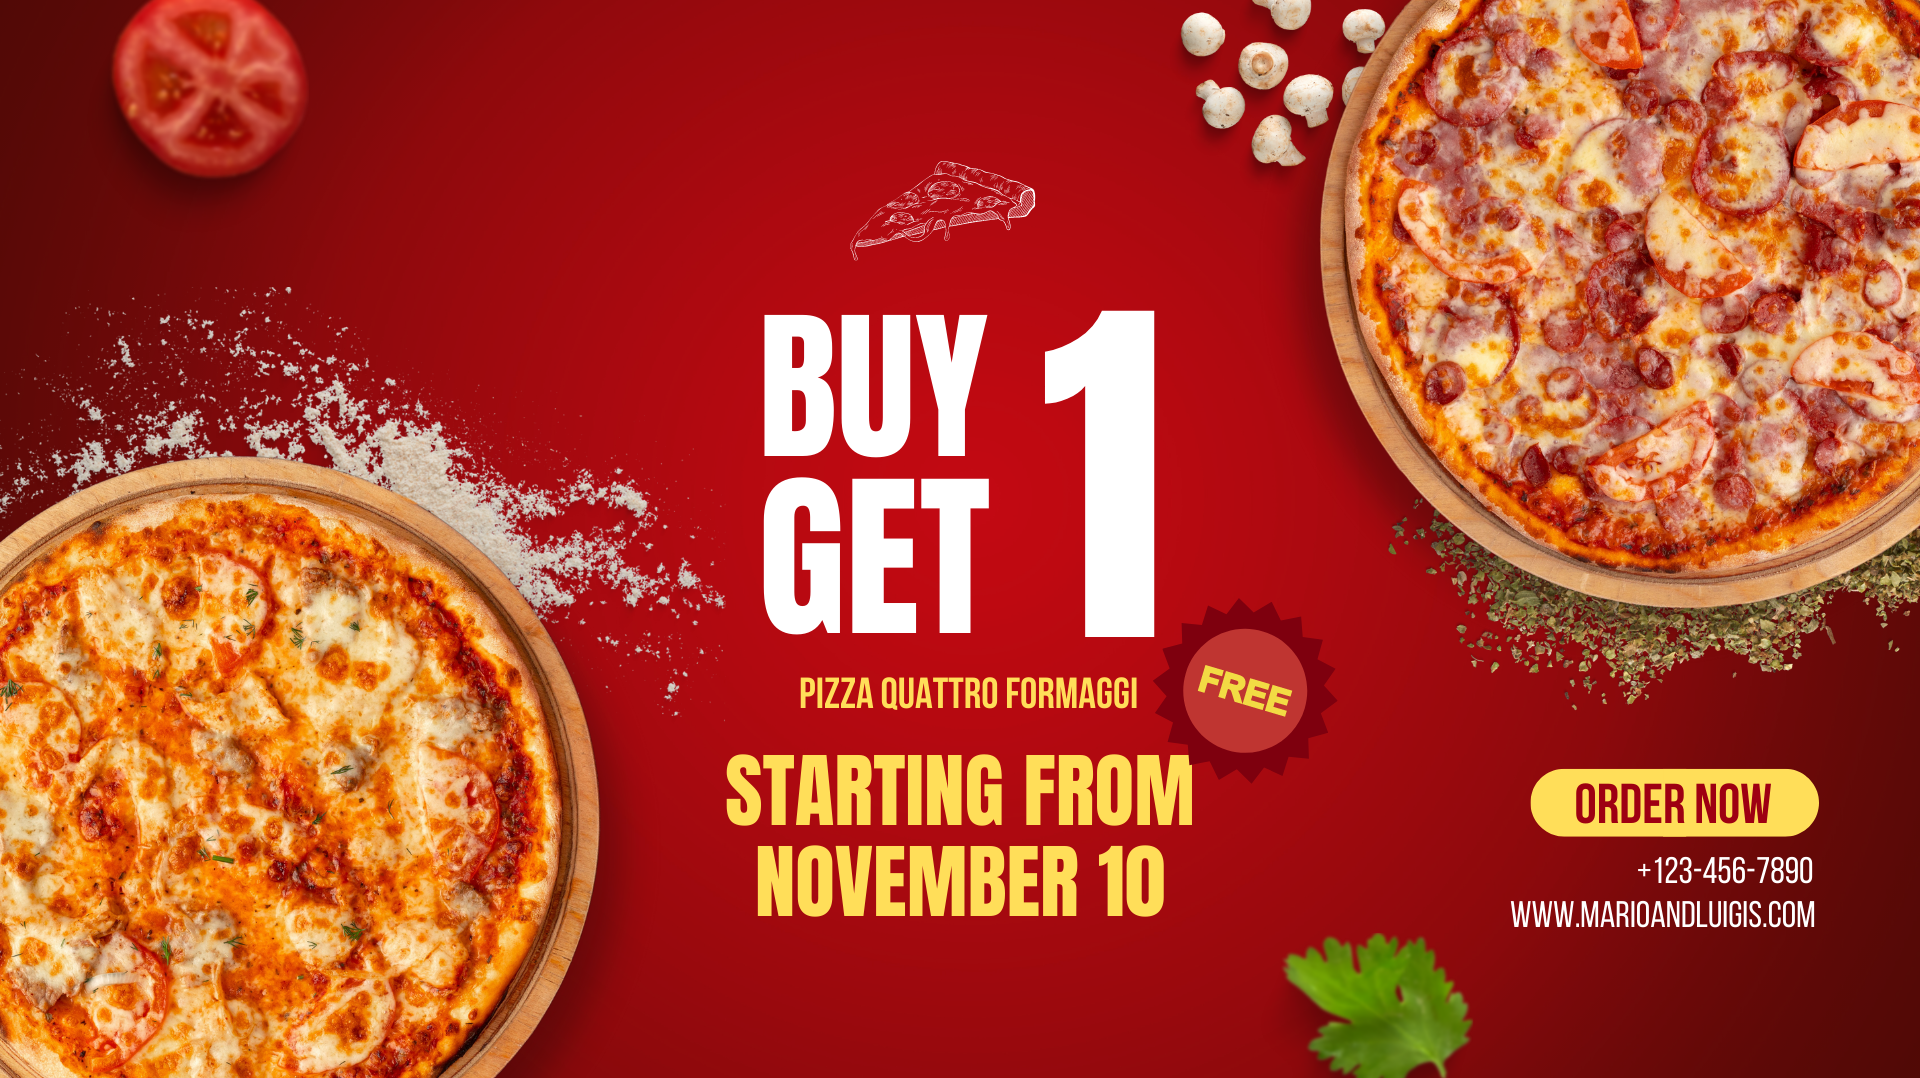 BUY 1
GET
PIZZA QUATTRO FORMAGGI
FREE
STARTING FROM
NOVEMBER 10
ORDER NOW
+123-456-7890
WWW.MARIOANDLUIGIS.COM